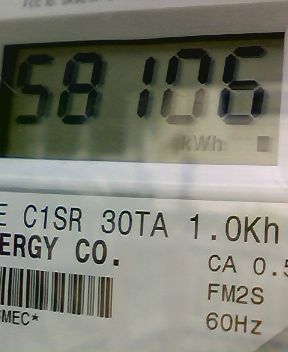 58106
kWh
E C1SR 30TA 1.0Kh
ERGY CO.
CA 0.5
FM2S
60Hz
MEC*